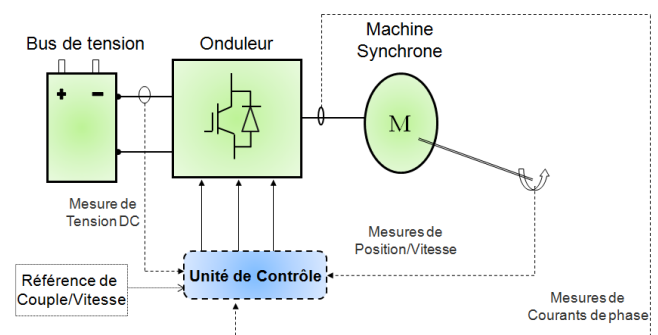 Bus de tension
Onduleur
Machine
Synchrone
+ -
M
Mesure de
Tension DC
Mesures de
Position/Vitesse
Unité de Contrôle
Référence de
Couple/Vitesse
Mesures de
Courants de phase